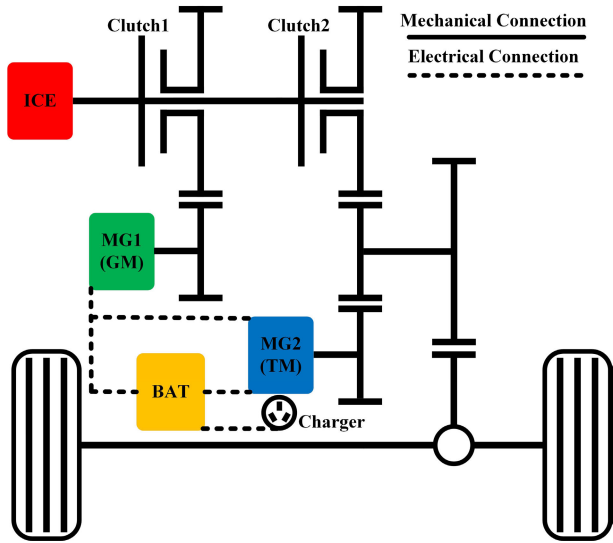 Clutch1
Clutch2
Mechanical Connection
Electrical Connection
ICE
MG1
(GM)
MG2
(TM)
BAT
Charger